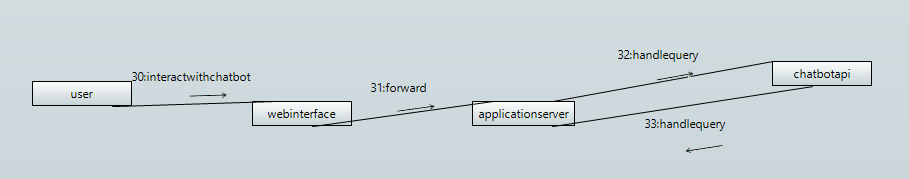 32:handlequery
30:interactwithchatbot
chatbotapi
31:forward
user
webinterface
applicationserver
33:handlequery